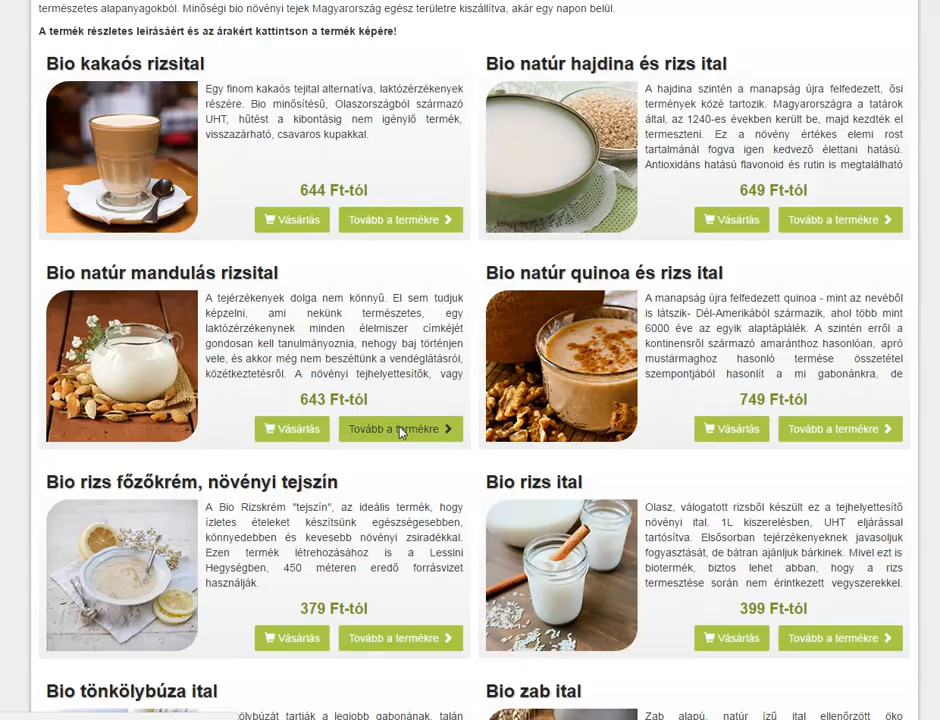 természetes alapanyagokból. Minőségi bio növényi tejek Magyarország egész területre kiszállítva, akár egy napon belül.
A termék részletes leírásáért és az árakért kattintson a termék képére!
Bio kakaós rizsital
Egy finom kakaós tejital alternatíva, laktózérzékenyek
részére. Bio minősítésű, Olaszországból származó
UHT, hűtést a kibontásig nem igénylő termék,
visszazárható, csavaros kupakkal.
644 Ft-tól
Vásárlás
Tovább a termékre
Bio natúr hajdina és rizs ital
A hajdina szintén a manapság újra felfedezett, ősi
termények közé tartozik. Magyarországra a tatárok
által, az 1240-es években került be, majd kezdték el
termeszteni. Ez a növény értékes elemi rost
tartalmánál fogva igen kedvező élettani hatású.
Antioxidáns hatású flavonoid és rutin is megtalálható
649 Ft-tól
Vásárlás
Tovább a termékre
Bio natúr mandulás rizsital
A tejérzékenyek dolga nem könnyű. El sem tudjuk
képzelni, ami nekünk természetes, egy
laktózérzékenynek minden élelmiszer címkéjét
gondosan kell tanulmányoznia, nehogy baj történjen
vele, és akkor még nem beszéltünk a vendéglátásról,
közétkeztetésről. A növényi tejhelyettesítők, vagy
643 Ft-tól
Vásárlás
Tovább a termékre
Bio natúr quinoa és rizs ital
A manapság újra felfedezett quinoa - mint az nevéből
is látszik- Dél-Amerikából származik, ahol több mint
6000 éve az egyik alaptáplálék. A szintén erről a
kontinensről származó amaránthoz hasonlóan, apró
mustármaghoz hasonló termése összetétel
szempontjából hasonlít a mi gabonánkra, de
749 Ft-tól
Vásárlás
Tovább a termékre
Bio rizs főzőkrém, növényi tejszín
A Bio Rizskrém "tejszín", az ideális termék, hogy
ízletes ételeket készítsünk egészségesebben,
könnyedebben és kevesebb növényi zsiradékkal.
Ezen termék létrehozásához is a Lessini
Hegységben, 450 méteren eredő forrásvizet
használják.
379 Ft-tól
Vásárlás
Tovább a termékre
Bio rizs ital
Olasz, válogatott rizsből készült ez a tejhelyettesítő
növényi ital. 1L kiszerelésben, UHT eljárással
tartósítva. Elsősorban tejérzékenyeknek javasoljuk
fogyasztását, de bátran ajánljuk bárkinek. Mivel ezt is
biotermék, biztos lehet abban, hogy a rizs
termesztése során nem érintkezett vegyszerekkel.
399 Ft-tól
Vásárlás
Tovább a termékre
Bio tönkölybúza ital
tartják a legjobb gabonának, talán
Bio zab ital
Zab alapú, natúr ízű ital ellenőrzött öko